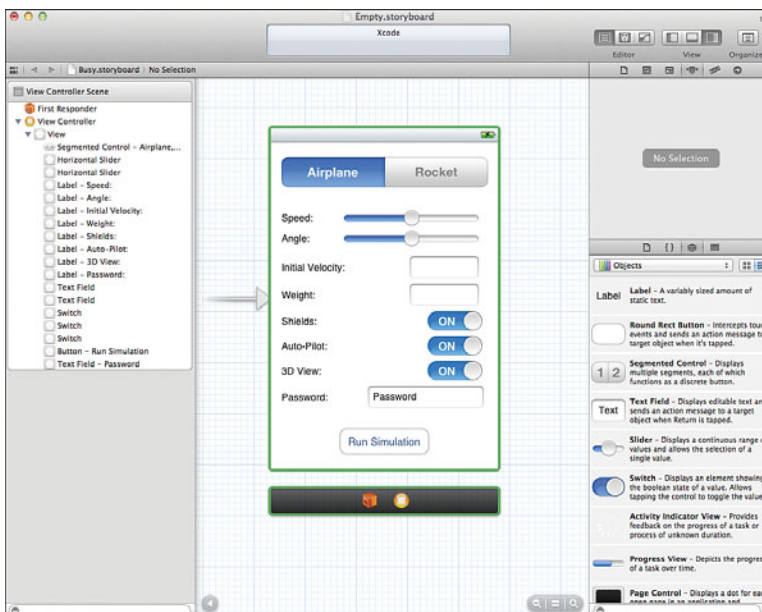 Empty.storyboard
Xcode
Editor
View
Organize
Busy.storyboard
No Selection
View Controller Scene
First Responder
View Controller
View
Segmented Control – Airplane,...
Horizontal Slider
Horizontal Slider
Label – Speed:
Label – Angle:
Label – Initial Velocity:
Label – Weight:
Label – Shields:
Label – Auto-Pilot:
Label – 3D View:
Label – Password:
Text Field
Text Field
Switch
Switch
Switch
Button – Run Simulation
Text Field – Password
Airplane Rocket
Speed:
Angle:
Initial Velocity:
Weight:
Shields: ON
Auto-Pilot: ON
3D View: ON
Password: Password
Run Simulation
No Selection
{}
Objects
Label
Label – A variably sized amount of
static text.
Round Rect Button – Intercepts tou
events and sends an action message to
target object when it's tapped.
1 2
Segmented Control – Displays
multiple segments, each of which
functions as a discrete button.
Text
Text Field – Displays editable text an
sends an action message to a target
object when Return is tapped.
Slider – Displays a continuous range o
values and allows the selection of a
single value.
Switch – Displays an element showing
the boolean state of a value. Allows
tapping the control to toggle the value
Activity Indicator View – Provides
feedback on the progress of a task or
process of unknown duration.
Progress View – Depicts the progres
of a task over time.
Page Control – Displays a dot for eac
open page in an application and